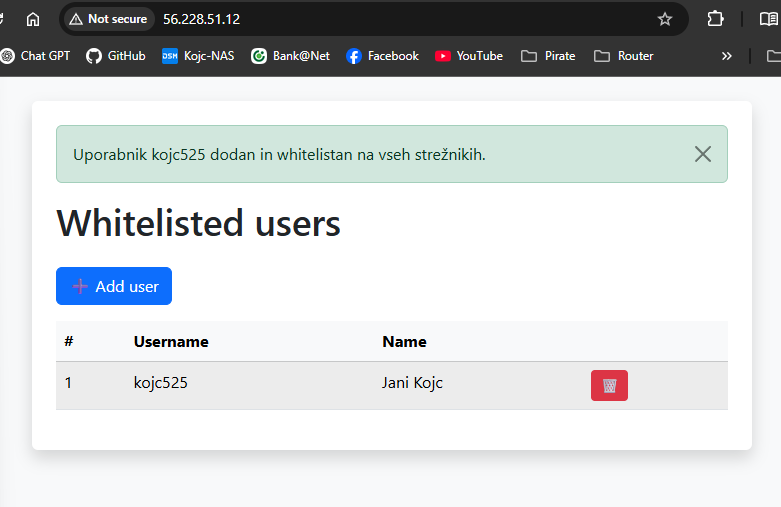 Not secure 56.228.51.12
Chat GPT GitHub DSM Kojc-NAS Bank@Net Facebook YouTube Pirate Router »
Uporabnik kojc525 dodan in whitelistan na vseh strežnikih.
Whitelisted users
Add user
# Username Name
1 kojc525 Jani Kojc